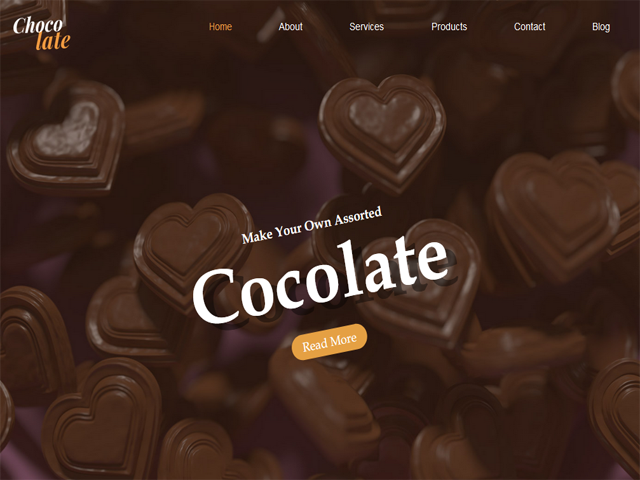 Choco
late
Home About Services Products Contact Blog
Make Your Own Assorted
Cocolate
Read More